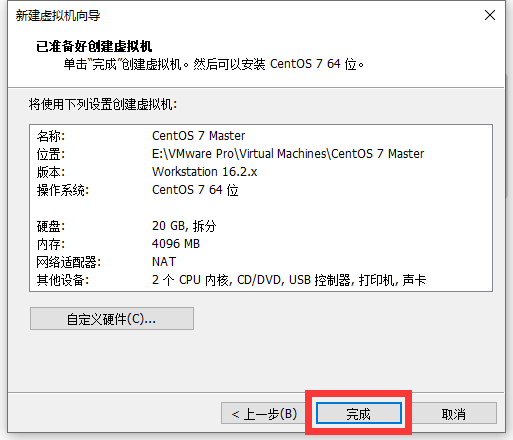 新建虚拟机向导
已准备好创建虚拟机
单击“完成”创建虚拟机。然后可以安装 CentOS 7 64 位。
将使用下列设置创建虚拟机:
名称: CentOS 7 Master
位置: E:\VMware Pro\Virtual Machines\CentOS 7 Master
版本: Workstation 16.2.x
操作系统: CentOS 7 64 位
硬盘: 20 GB, 拆分
内存: 4096 MB
网络适配器: NAT
其他设备: 2 个 CPU 内核, CD/DVD, USB 控制器, 打印机, 声卡
自定义硬件(C)...
< 上一步(B) 完成 取消